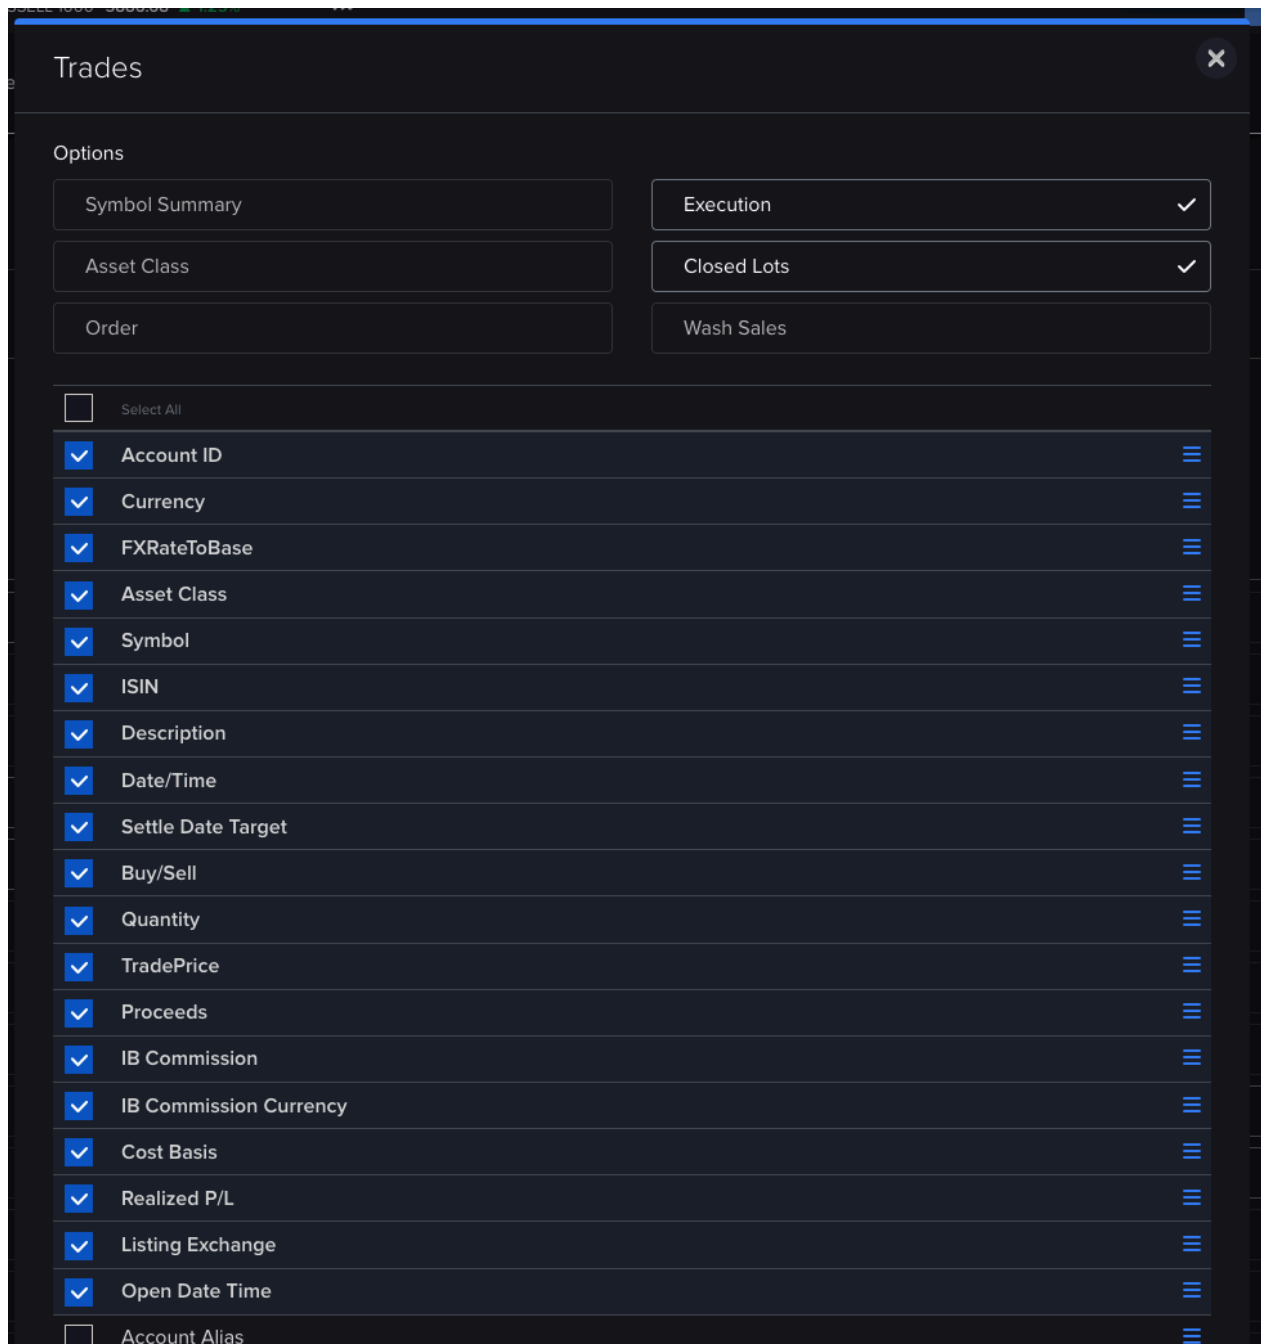 Trades
Options
Symbol Summary
Execution
Asset Class
Closed Lots
Order
Wash Sales
Select All
Account ID
Currency
FXRateToBase
Asset Class
Symbol
ISIN
Description
Date/Time
Settle Date Target
Buy/Sell
Quantity
TradePrice
Proceeds
IB Commission
IB Commission Currency
Cost Basis
Realized P/L
Listing Exchange
Open Date Time
Account Alias